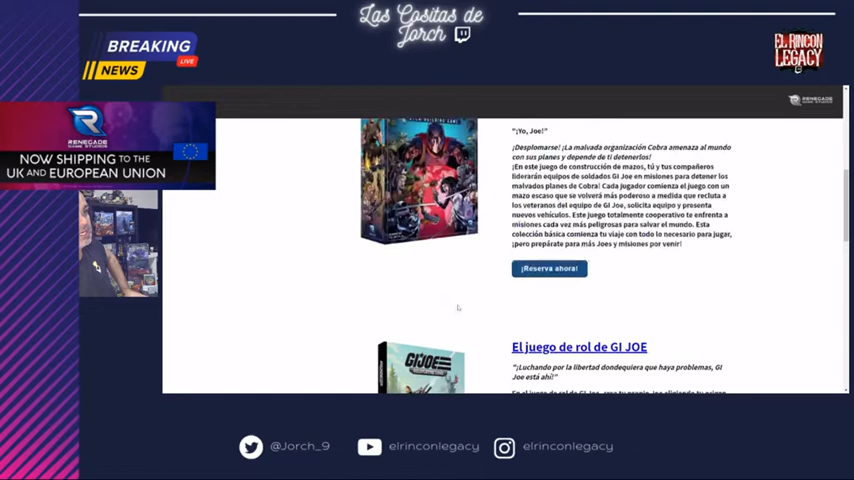 Las Cositas de
Jorch
BREAKING
LIVE
NEWS
EL RINCON
LEGACY
RENEGADE
GAME STUDIOS
RENEGADE
GAME STUDIOS
NOW SHIPPING TO THE
UK AND EUROPEAN UNION
"¡Yo, Joe!"
¡Desplomarse! ¡La malvada organización Cobra amenaza al mundo
con sus planes y depende de ti detenerlos!
¡En este juego de construcción de mazos, tú y tus compañeros
liderarán equipos de soldados GI Joe en misiones para detener los
malvados planes de Cobra! Cada jugador comienza el juego con un
mazo escaso que se volverá más poderoso a medida que recluta
a los veteranos del equipo de GI Joe, solicita equipo y presenta
nuevos vehículos. Este juego totalmente cooperativo te enfrenta a
misiones cada vez más peligrosas para salvar el mundo. Esta
colección básica comienza tu viaje con todo lo necesario para jugar,
¡pero prepárate para más Joes y misiones por venir!
¡Reserva ahora!
El juego de rol de GI JOE
"¡Luchando por la libertad dondequiera que haya problemas, GI
Joe está ahí!"
GI JOE
@Jorch_9
elrinconlegacy
elrinconlegacy